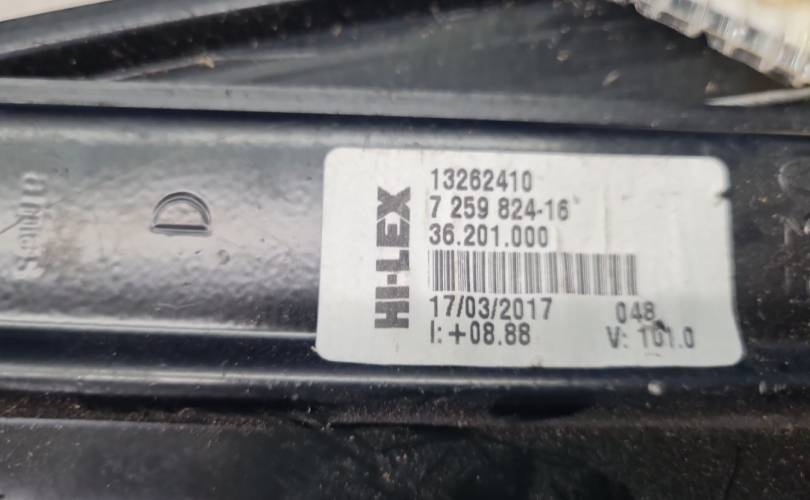 HI-LEX
13262410
7 259 824-16
36.201.000
17/03/2017 048
I: +08.88 V: 101.0
D